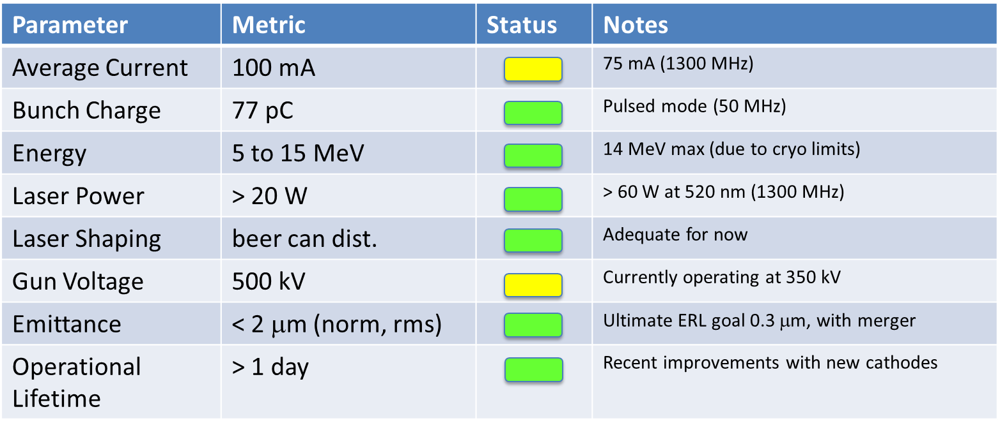 Parameter Metric Status Notes
Average Current 100 mA 75 mA (1300 MHz)
Bunch Charge 77 pC Pulsed mode (50 MHz)
Energy 5 to 15 MeV 14 MeV max (due to cryo limits)
Laser Power > 20 W > 60 W at 520 nm (1300 MHz)
Laser Shaping beer can dist. Adequate for now
Gun Voltage 500 kV Currently operating at 350 kV
Emittance < 2 μm (norm, rms) Ultimate ERL goal 0.3 μm, with merger
Operational > 1 day Recent improvements with new cathodes
Lifetime